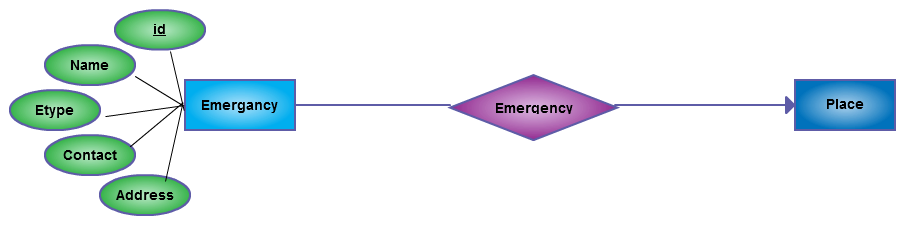 id
Name
Etype
Contact
Address
Emergancy
Emergency
Place